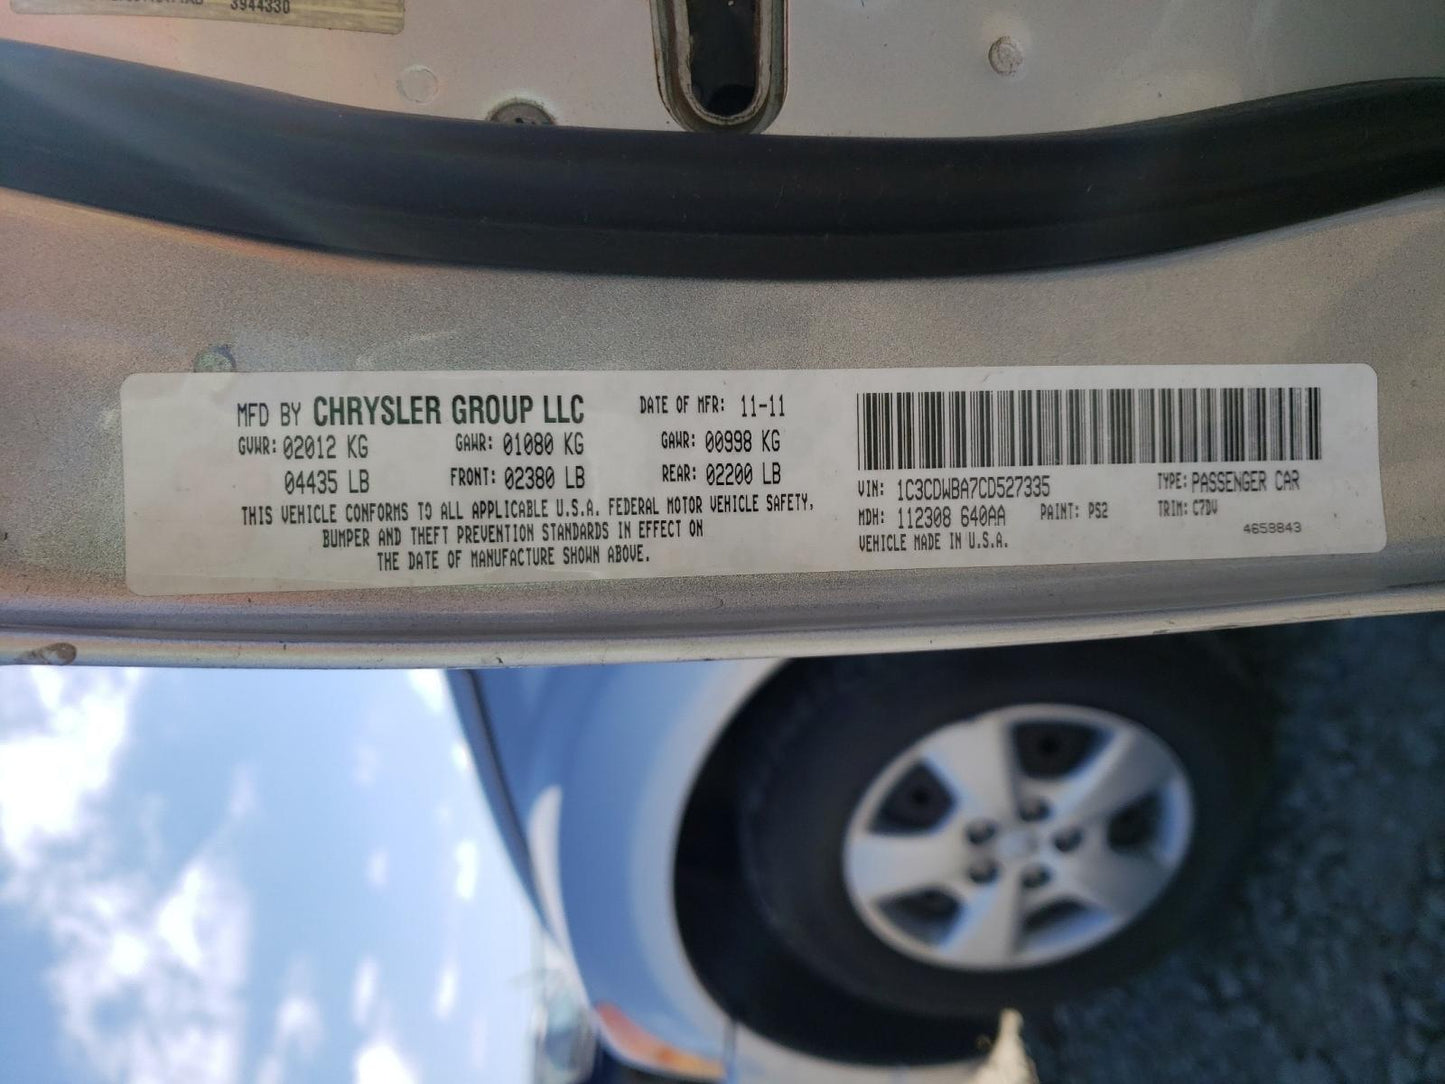 3944330
MFD BY CHRYSLER GROUP LLC DATE OF MFR: 11-11
GVWR: 02012 KG GAWR: 01080 KG GAWR: 00998 KG
04435 LB FRONT: 02380 LB REAR: 02200 LB
THIS VEHICLE CONFORMS TO ALL APPLICABLE U.S.A. FEDERAL MOTOR VEHICLE SAFETY,
BUMPER AND THEFT PREVENTION STANDARDS IN EFFECT ON
THE DATE OF MANUFACTURE SHOWN ABOVE.
VIN: 1C3CDWBA7CD527335 TYPE: PASSENGER CAR
MDH: 112308 640AA PAINT: PS2 TRIM: C7DV
VEHICLE MADE IN U.S.A. 4659843